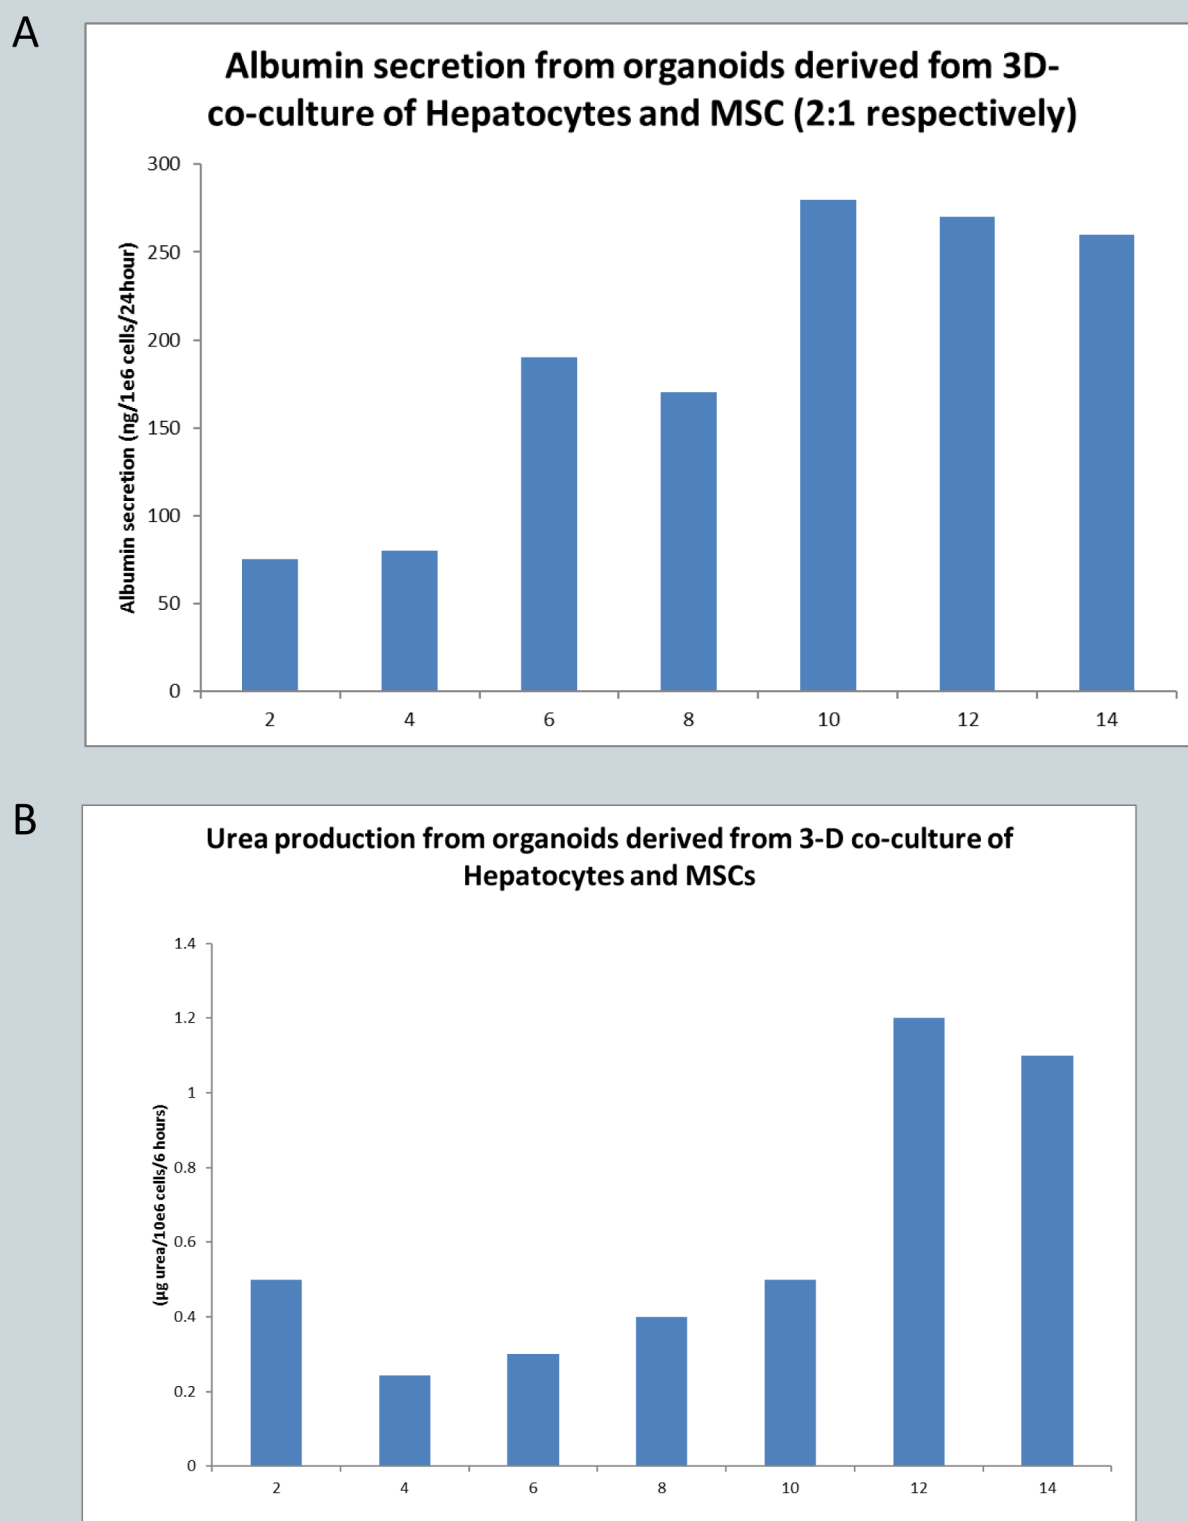 A
Albumin secretion from organoids derived fom 3D-
co-culture of Hepatocytes and MSC (2:1 respectively)
Albumin secretion (ng/1e6 cells/24hour)
300
250
200
150
100
50
0
2 4 6 8 10 12 14
B
Urea production from organoids derived from 3-D co-culture of
Hepatocytes and MSCs
(µg urea/10e6 cells/6 hours)
1.4
1.2
1
0.8
0.6
0.4
0.2
0
2 4 6 8 10 12 14